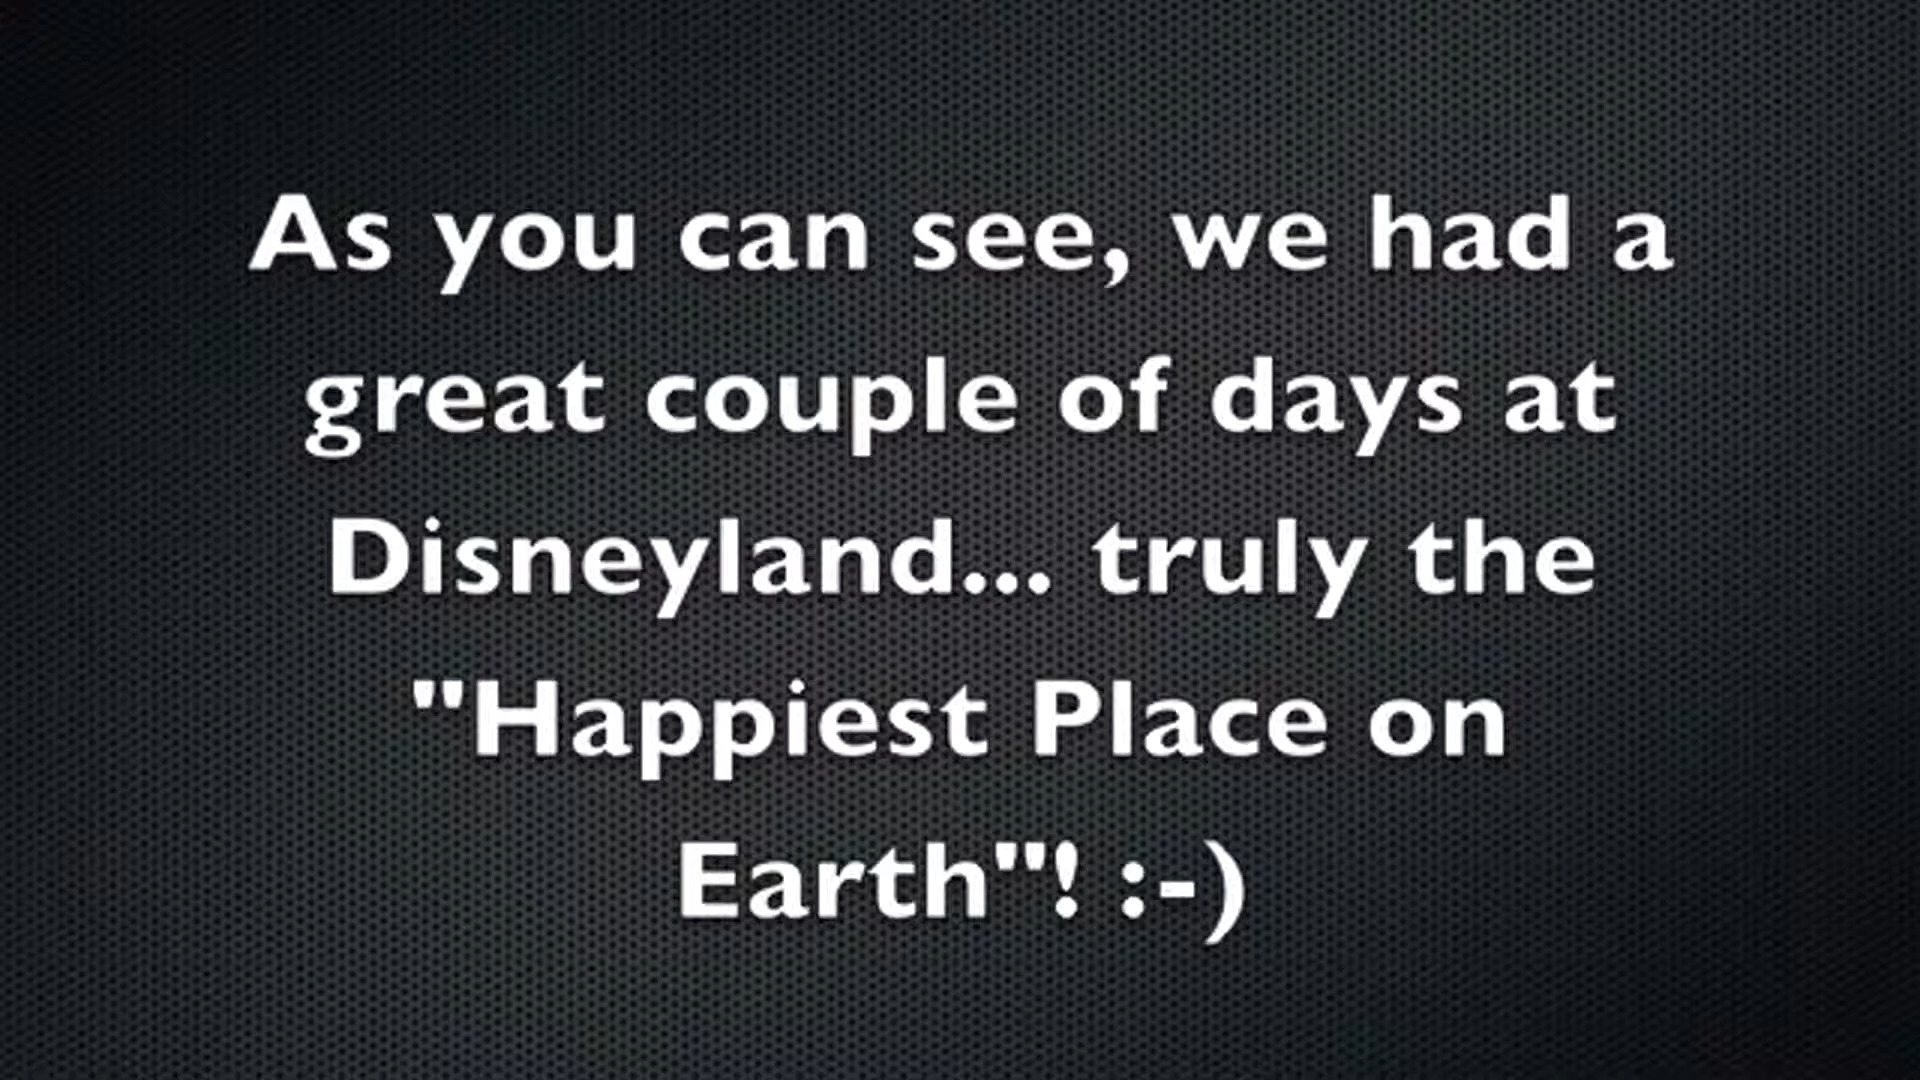 As you can see, we had a
great couple of days at
Disneyland... truly the
"Happiest Place on
Earth"! :-)